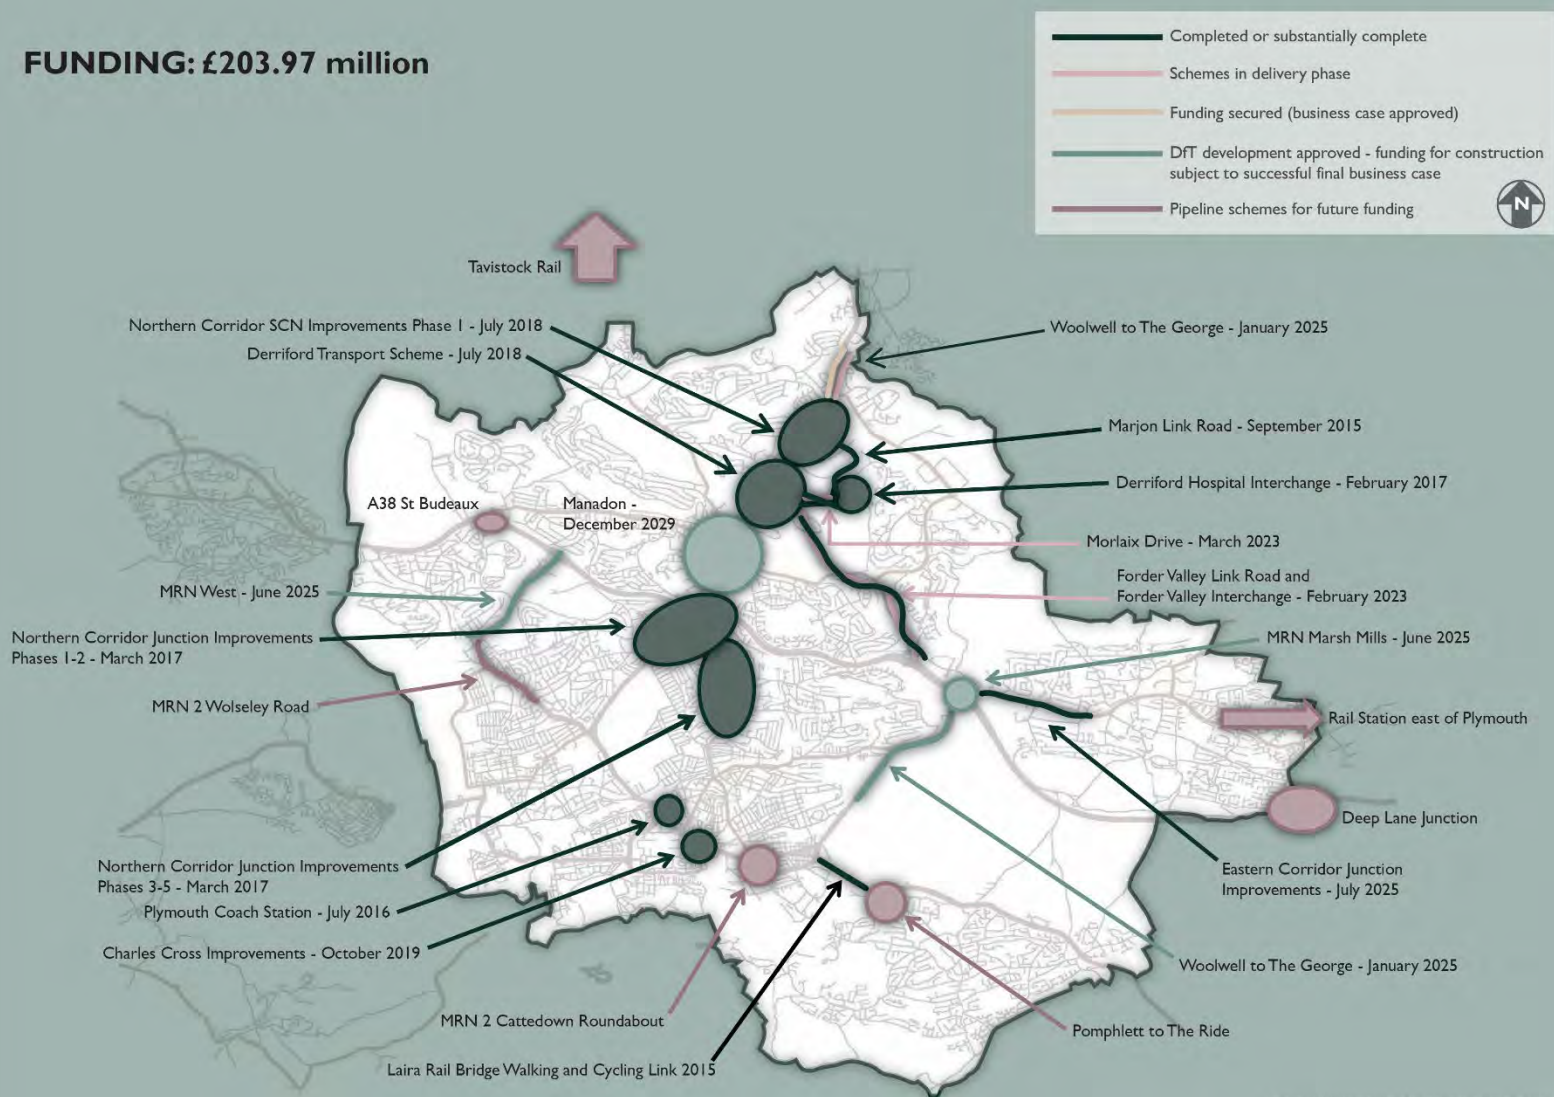 FUNDING: £203.97 million
Completed or substantially complete
Schemes in delivery phase
Funding secured (business case approved)
DfT development approved - funding for construction
subject to successful final business case
Pipeline schemes for future funding
N
Tavistock Rail
Northern Corridor SCN Improvements Phase 1 - July 2018
Derriford Transport Scheme - July 2018
Woolwell to The George - January 2025
Marjon Link Road - September 2015
Derriford Hospital Interchange - February 2017
A38 St Budeaux
Manadon -
December 2029
Morlaix Drive - March 2023
Forder Valley Link Road and
Forder Valley Interchange - February 2023
MRN West - June 2025
Northern Corridor Junction Improvements
Phases 1-2 - March 2017
MRN Marsh Mills - June 2025
MRN 2 Wolseley Road
Rail Station east of Plymouth
Deep Lane Junction
Northern Corridor Junction Improvements
Phases 3-5 - March 2017
Eastern Corridor Junction
Improvements - July 2025
Plymouth Coach Station - July 2016
Charles Cross Improvements - October 2019
Woolwell to The George - January 2025
MRN 2 Cattedown Roundabout
Pomphlett to The Ride
Laira Rail Bridge Walking and Cycling Link 2015